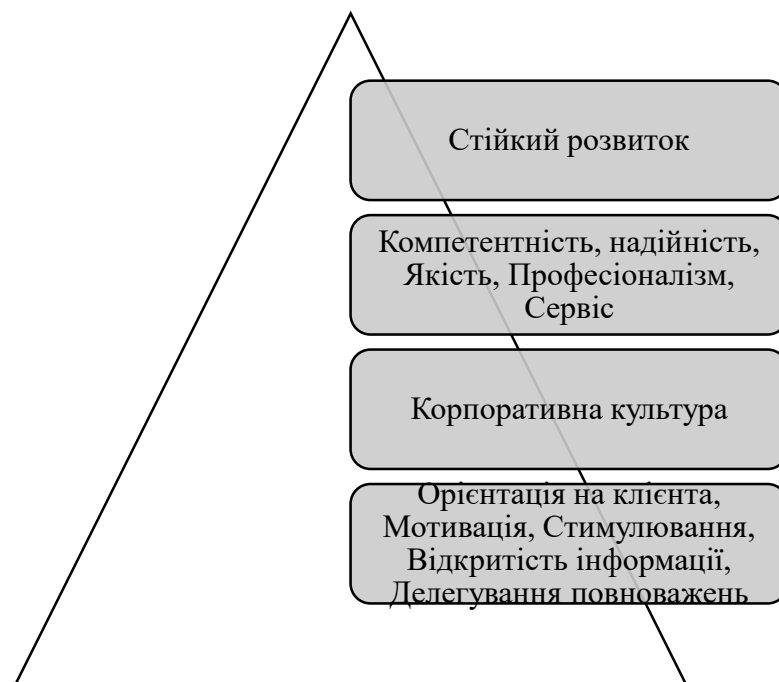 Стійкий розвиток
Компетентність, надійність,
Якість, Професіоналізм,
Сервіс
Корпоративна культура
Орієнтація на клієнта,
Мотивація, Стимулювання,
Відкритість інформації,
Делегування повноважень